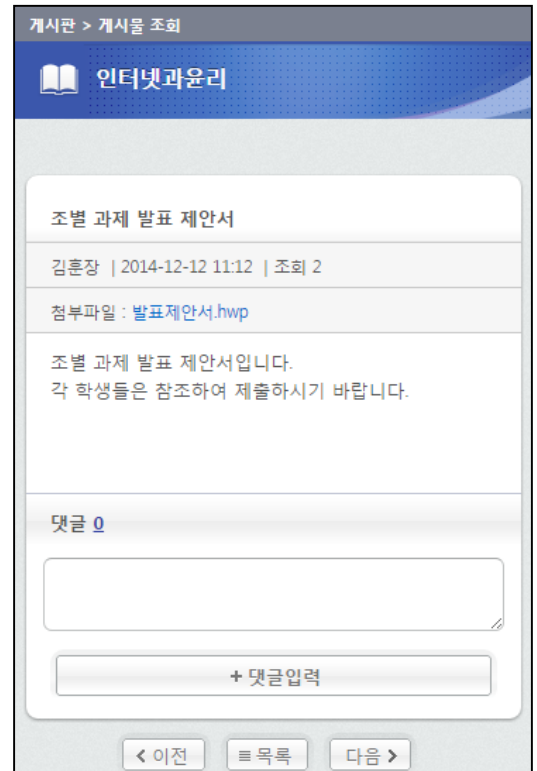 게시판 > 게시물 조회
인터넷과윤리
조별 과제 발표 제안서
김훈장 | 2014-12-12 11:12 | 조회 2
첨부파일 : 발표제안서.hwp
조별 과제 발표 제안서입니다.
각 학생들은 참조하여 제출하시기 바랍니다.
댓글 0
+ 댓글입력
이전 목록 다음